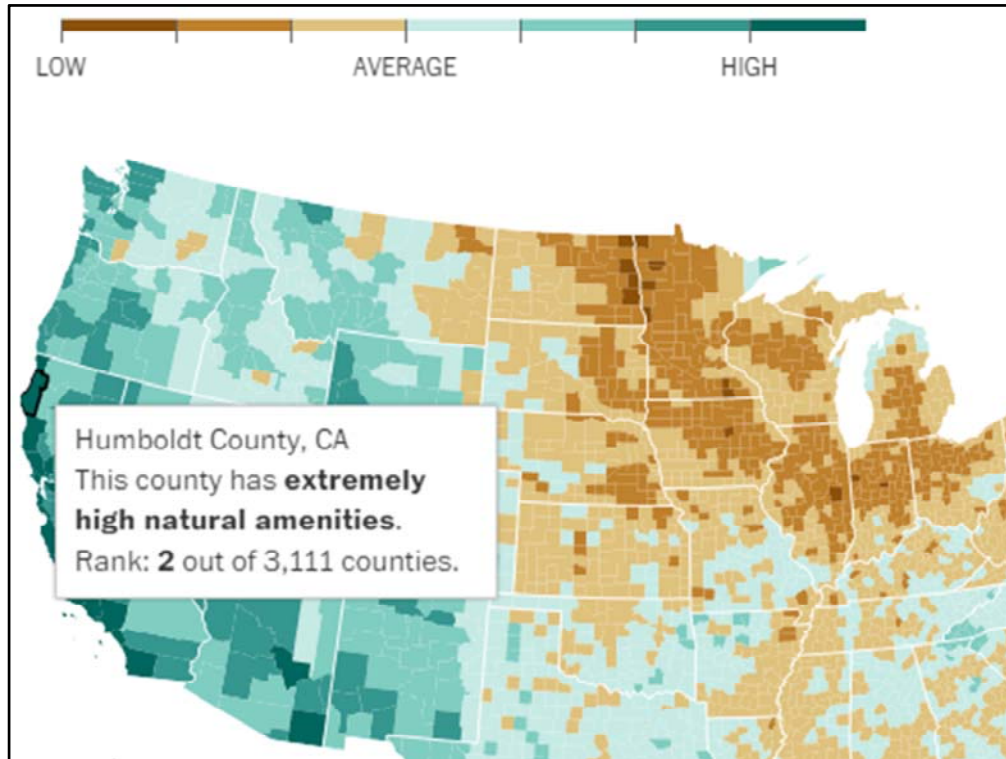 LOW AVERAGE HIGH
Humboldt County, CA
This county has extremely
high natural amenities.
Rank: 2 out of 3,111 counties.